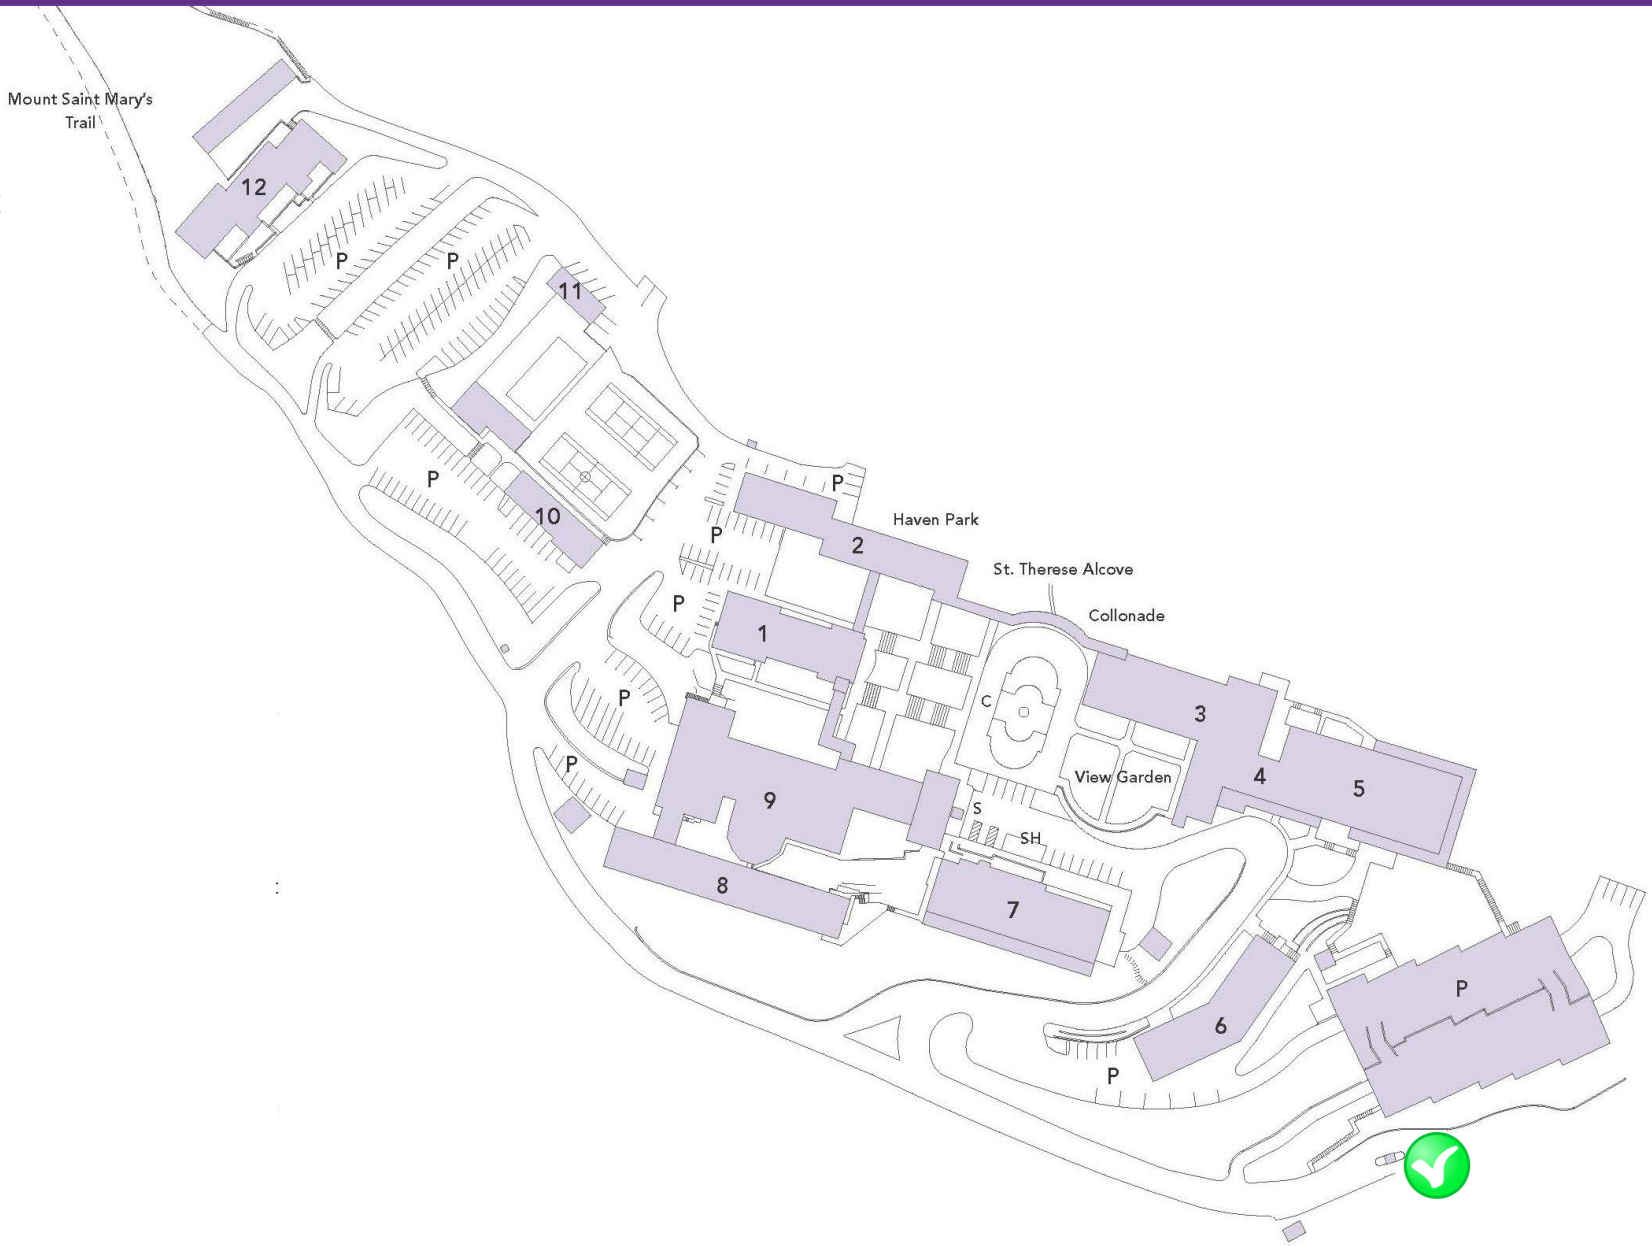 Mount Saint Mary's
Trail
12
P
P
11
P
P
10
Haven Park
P
2
St. Therese Alcove
P
Collonade
1
P
C
3
P
View Garden
4
5
9
S
SH
8
7
P
6
P